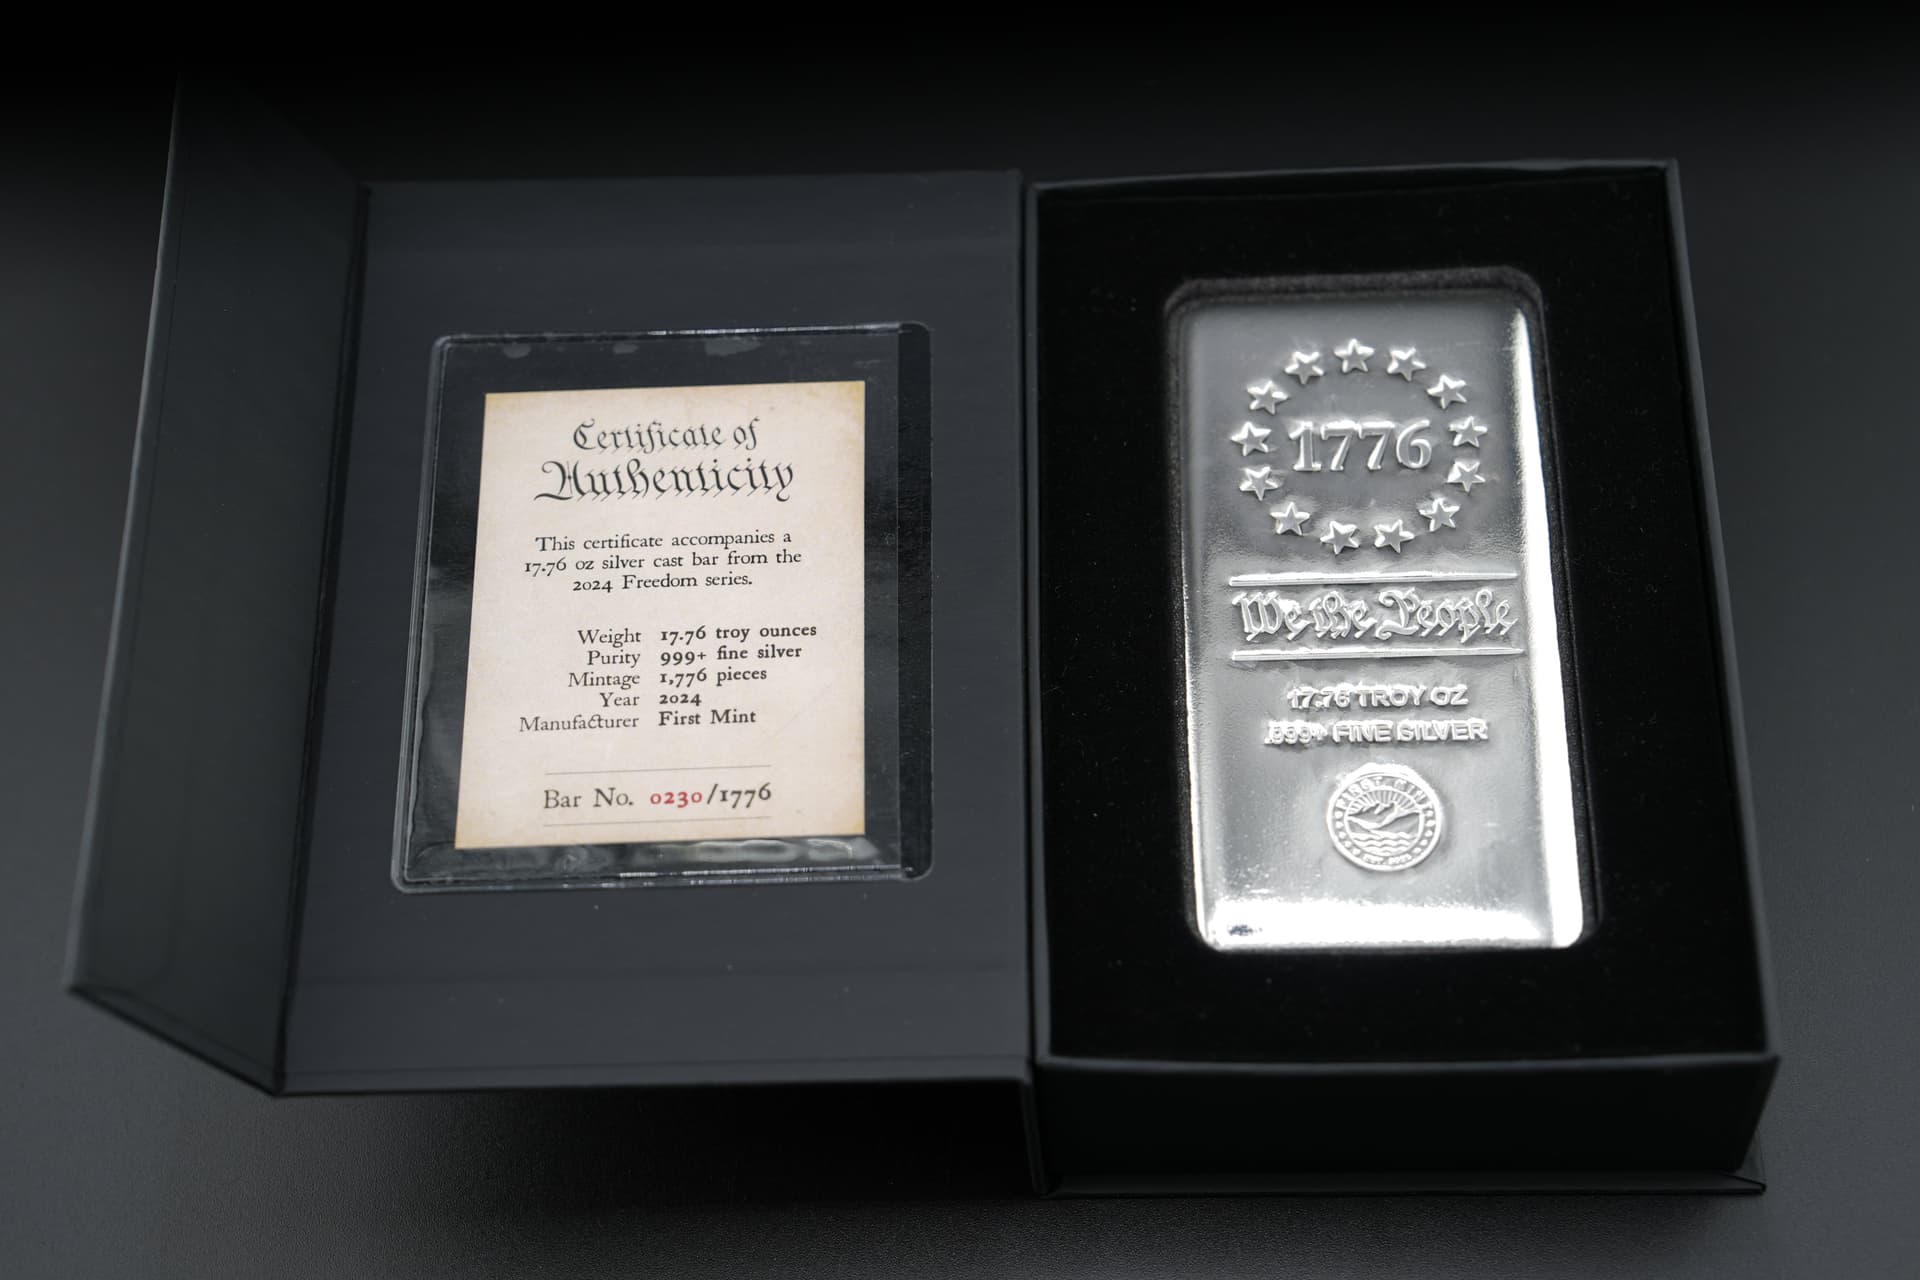 Certificate of
Authenticity
This certificate accompanies a
17.76 oz silver cast bar from the
2024 Freedom series.
Weight 17.76 troy ounces
Purity 999+ fine silver
Mintage 1,776 pieces
Year 2024
Manufacturer First Mint
Bar No. 0230/1776
1776
We the People
17.76 TROY OZ
.999+ FINE SILVER
FIRST MINT